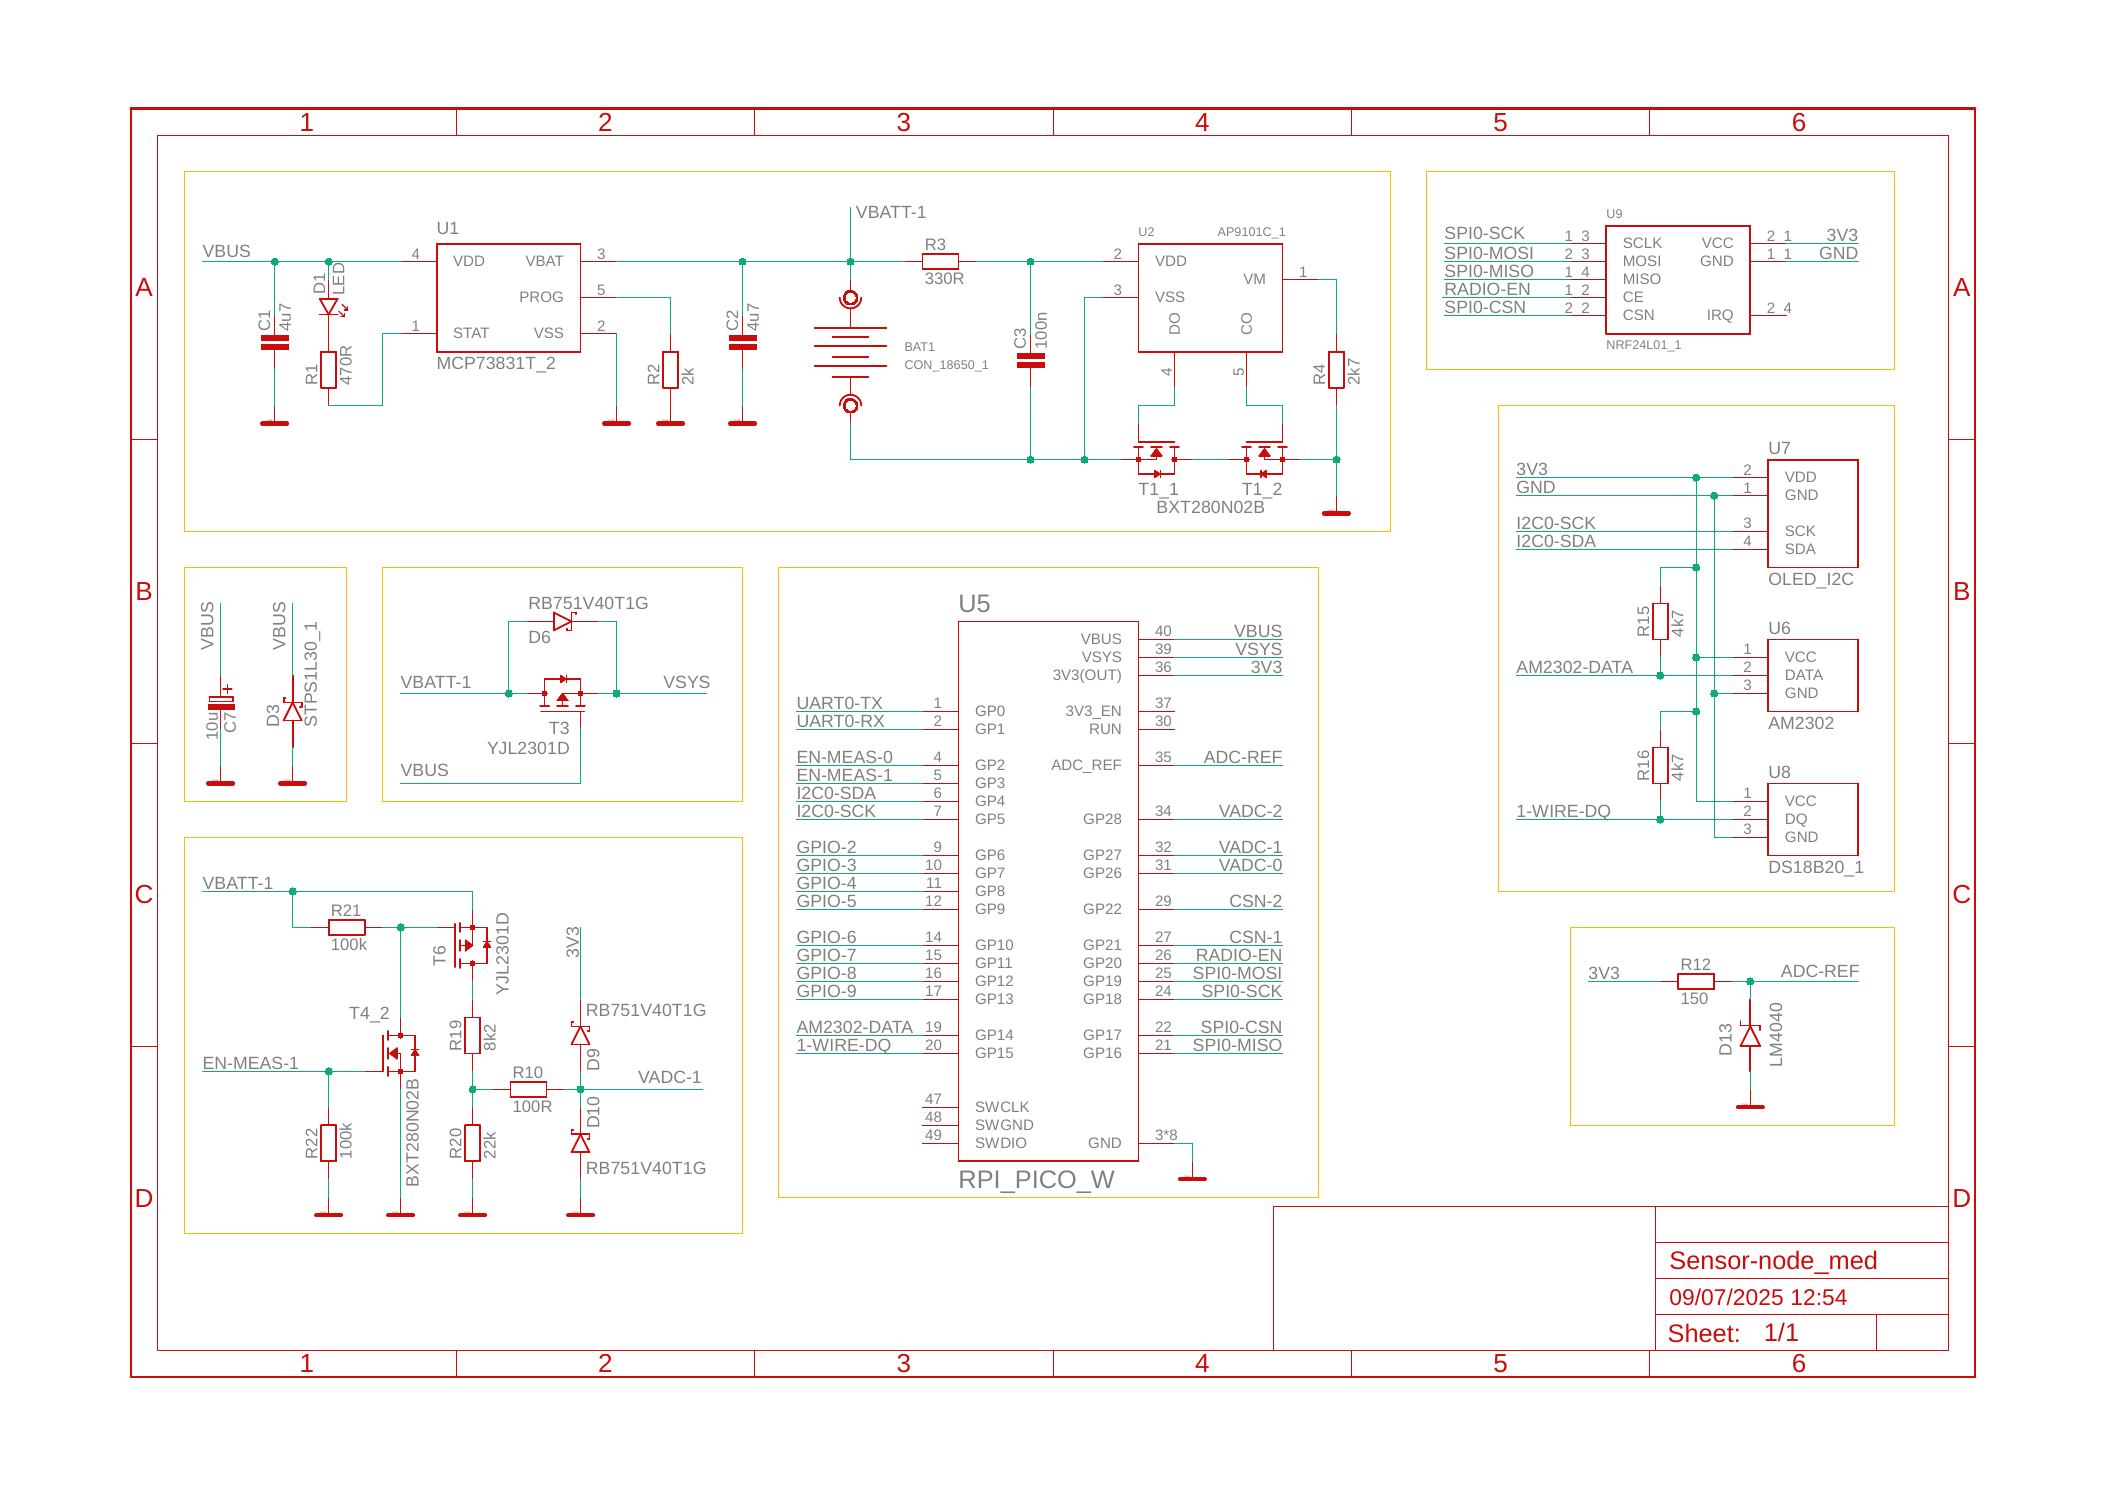 1 2 3 4 5 6
A A
B B
C C
D D
VBUS
C1
4u7
D1
LED
R1
470R
U1
4 VDD VBAT 3
PROG 5
1 STAT VSS 2
MCP73831T_2
R2
2k
C2
4u7
VBATT-1
BAT1
CON_18650_1
R3
330R
C3
100n
U2 AP9101C_1
2 VDD
VM 1
3 VSS
DO CO
4 5
R4
2k7
T1_1 T1_2
BXT280N02B
U9
SPI0-SCK 1 3 SCLK VCC 2 1 3V3
SPI0-MOSI 2 3 MOSI GND 1 1 GND
SPI0-MISO 1 4 MISO
RADIO-EN 1 2 CE
SPI0-CSN 2 2 CSN IRQ 2 4
NRF24L01_1
VBUS
+
10u
C7
VBUS
D3
STPS1L30_1
RB751V40T1G
D6
VBATT-1 VSYS
T3
YJL2301D
VBUS
U5
VBUS 40 VBUS
VSYS 39 VSYS
3V3(OUT) 36 3V3
UART0-TX 1 GP0 3V3_EN 37
UART0-RX 2 GP1 RUN 30
EN-MEAS-0 4 GP2 ADC_REF 35 ADC-REF
EN-MEAS-1 5 GP3
I2C0-SDA 6 GP4
I2C0-SCK 7 GP5 GP28 34 VADC-2
GPIO-2 9 GP6 GP27 32 VADC-1
GPIO-3 10 GP7 GP26 31 VADC-0
GPIO-4 11 GP8
GPIO-5 12 GP9 GP22 29 CSN-2
GPIO-6 14 GP10 GP21 27 CSN-1
GPIO-7 15 GP11 GP20 26 RADIO-EN
GPIO-8 16 GP12 GP19 25 SPI0-MOSI
GPIO-9 17 GP13 GP18 24 SPI0-SCK
AM2302-DATA 19 GP14 GP17 22 SPI0-CSN
1-WIRE-DQ 20 GP15 GP16 21 SPI0-MISO
47 SWCLK
48 SWGND
49 SWDIO GND 3*8
RPI_PICO_W
U7
3V3 2 VDD
GND 1 GND
I2C0-SCK 3 SCK
I2C0-SDA 4 SDA
OLED_I2C
R15
4k7
U6
1 VCC
AM2302-DATA 2 DATA
3 GND
AM2302
R16
4k7
U8
1 VCC
1-WIRE-DQ 2 DQ
3 GND
DS18B20_1
VBATT-1
R21
100k
T6
YJL2301D
3V3
T4_2
R19
8k2
RB751V40T1G
D9
EN-MEAS-1
R10
100R
VADC-1
R22
100k
BXT280N02B
R20
22k
D10
RB751V40T1G
3V3
R12
150
ADC-REF
D13
LM4040
Sensor-node_med
09/07/2025 12:54
Sheet: 1/1
1 2 3 4 5 6